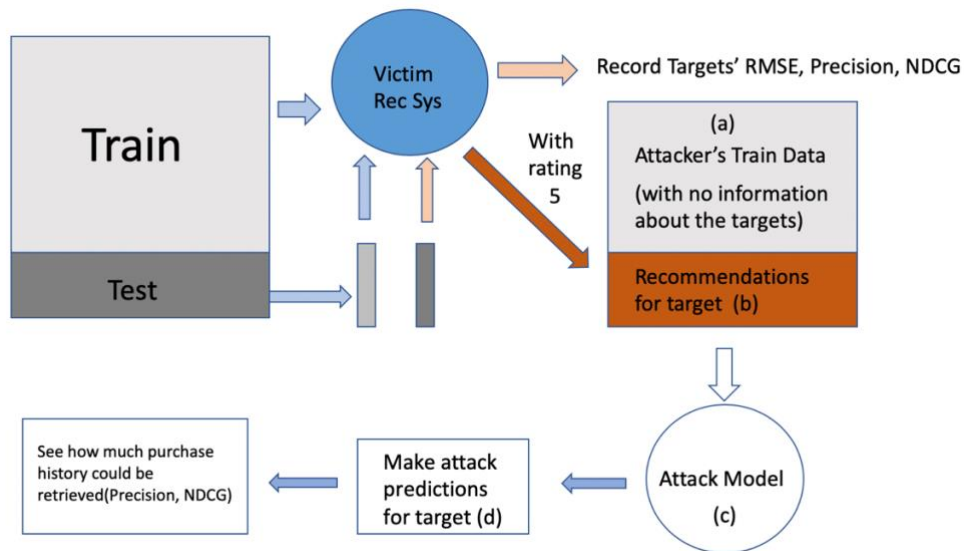 Train
Test
Victim
Rec Sys
Record Targets' RMSE, Precision, NDCG
With
rating
5
(a)
Attacker's Train Data
(with no information
about the targets)
Recommendations
for target (b)
Attack Model
(c)
Make attack
predictions
for target (d)
See how much purchase
history could be
retrieved(Precision, NDCG)